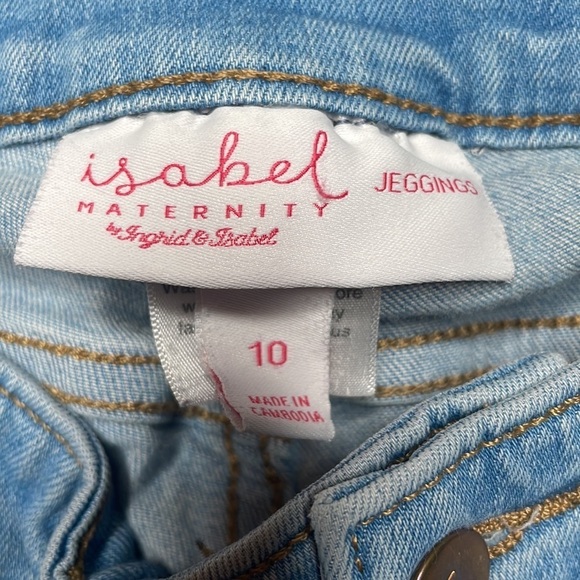 isabel
MATERNITY
by Ingrid & Isabel
JEGGINGS
10
MADE IN
CAMBODIA